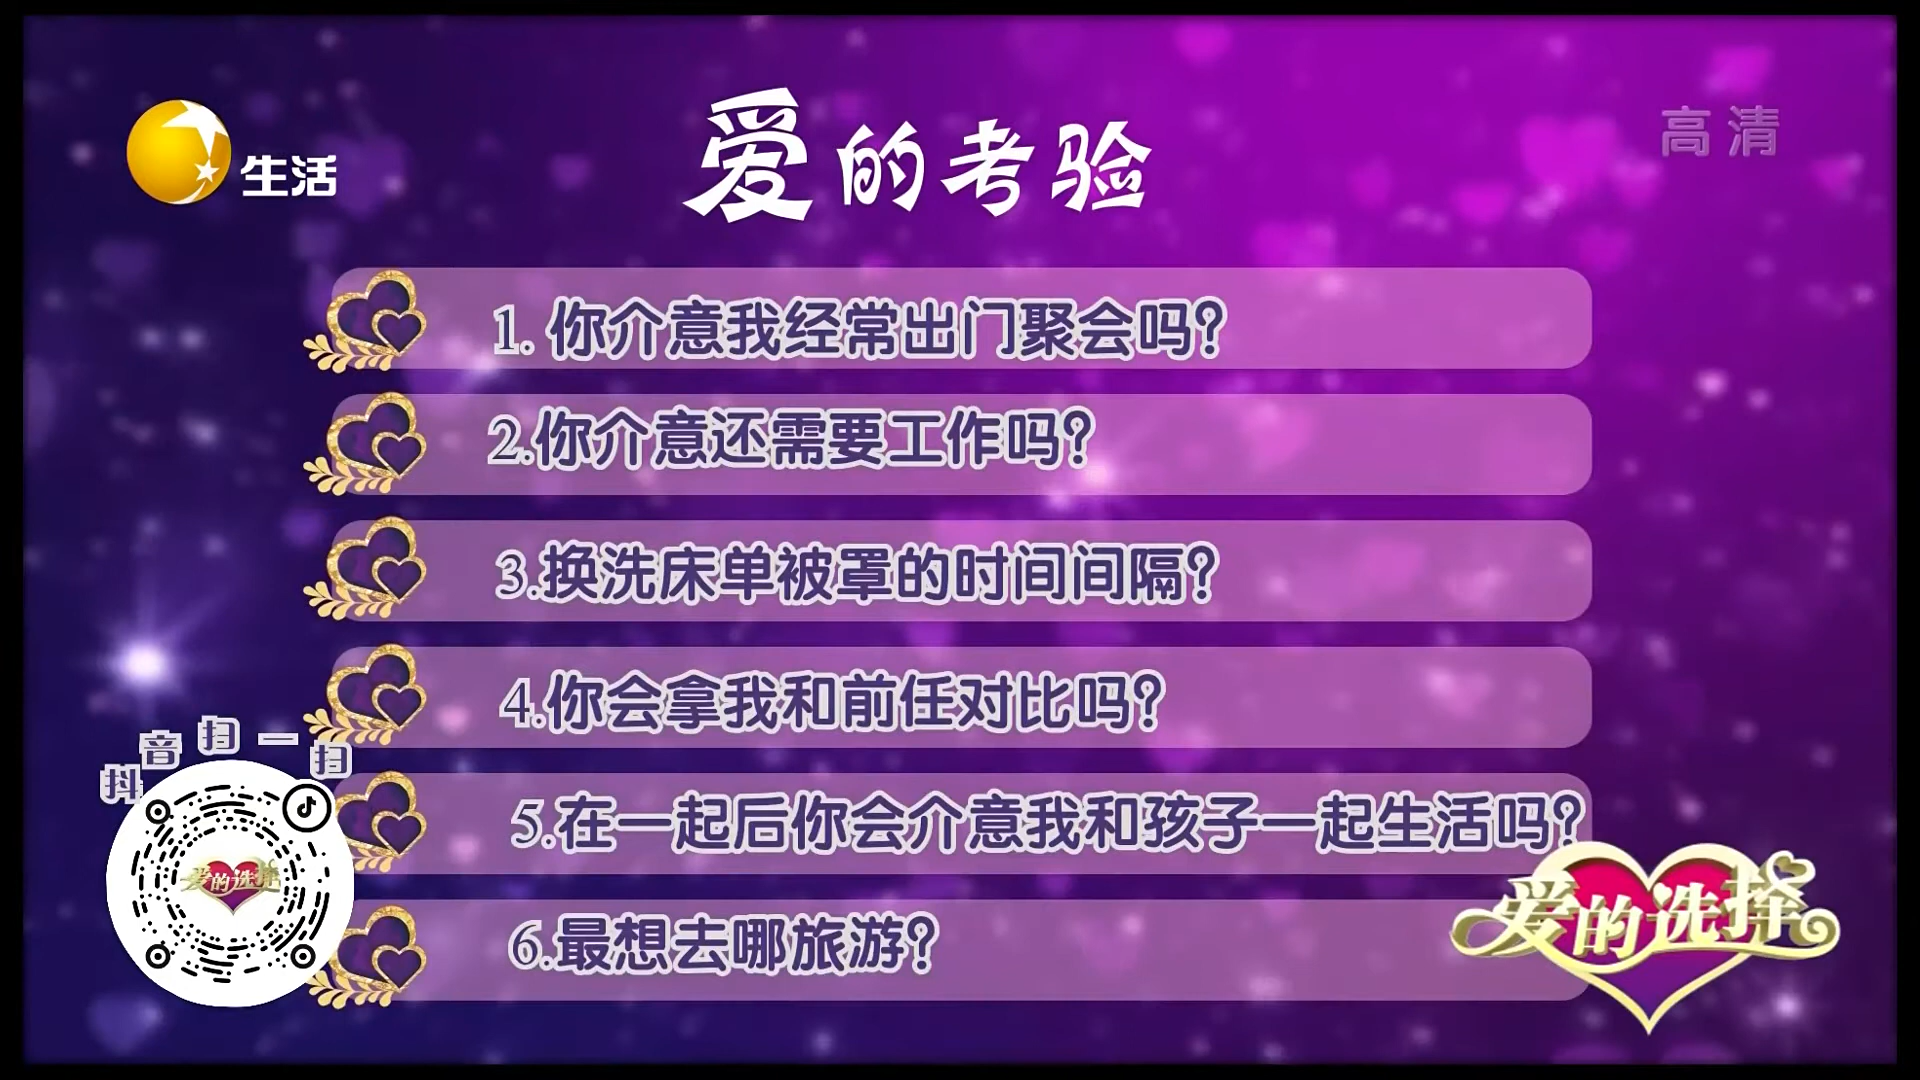 爱的考验
高清
生活
1. 你介意我经常出门聚会吗?
2.你介意还需要工作吗?
3.换洗床单被罩的时间间隔?
4.你会拿我和前任对比吗?
抖音扫一扫
5.在一起后你会介意我和孩子一起生活吗?
爱的选择
爱的选择
6.最想去哪旅游?